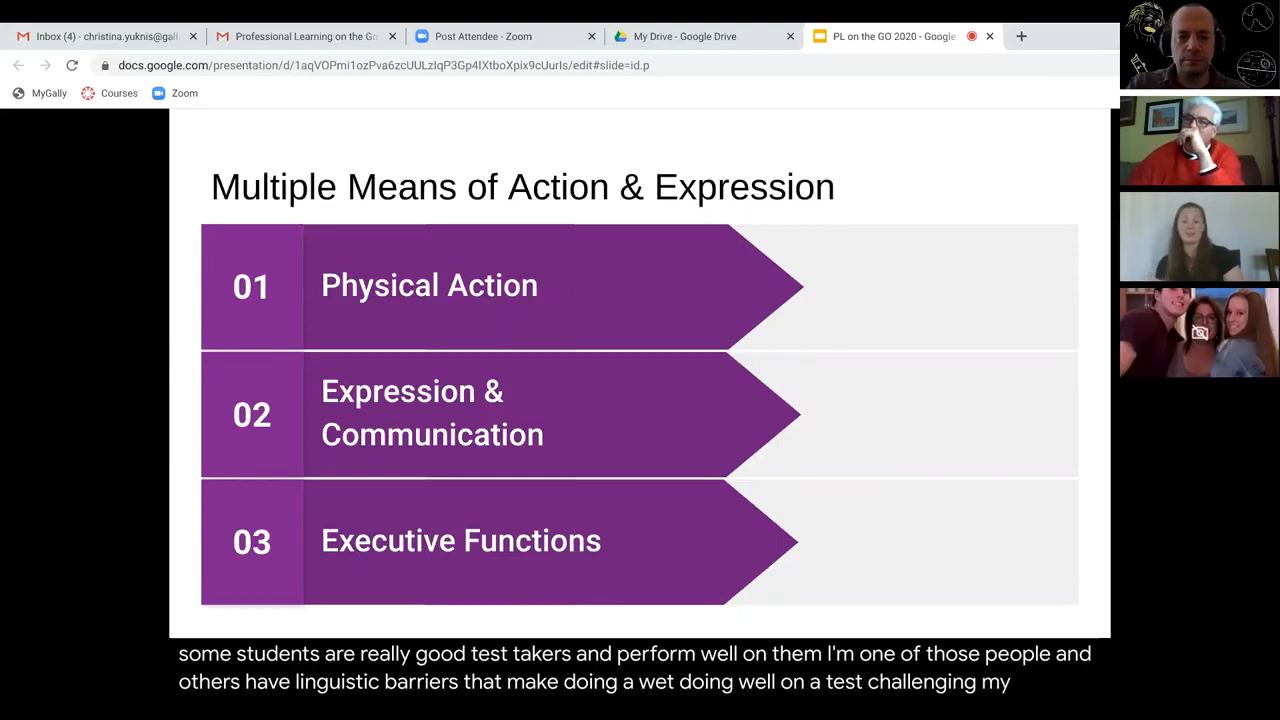 Inbox (4) - christina.yuknis@gall
Professional Learning on the Go
Post Attendee - Zoom
My Drive - Google Drive
PL on the GO 2020 - Google
docs.google.com/presentation/d/1aqVOPmi1ozPva6zcUULzIqP3Gp4IXtboXpix9cUurIs/edit#slide=id.p
MyGally
Courses
Zoom
Multiple Means of Action & Expression
01
Physical Action
02
Expression &
Communication
03
Executive Functions
some students are really good test takers and perform well on them I'm one of those people and
others have linguistic barriers that make doing a wet doing well on a test challenging my